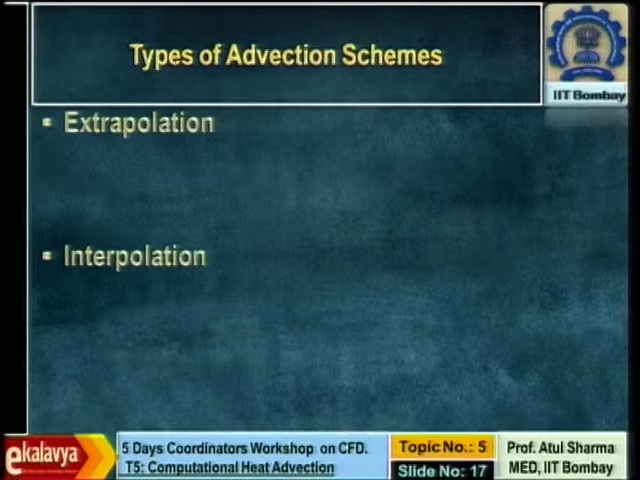 Types of Advection Schemes
IIT Bombay
▪ Extrapolation
▪ Interpolation
ekalavya
5 Days Coordinators Workshop on CFD.
T5: Computational Heat Advection
Topic No.: 5
Slide No: 17
Prof. Atul Sharma
MED, IIT Bombay